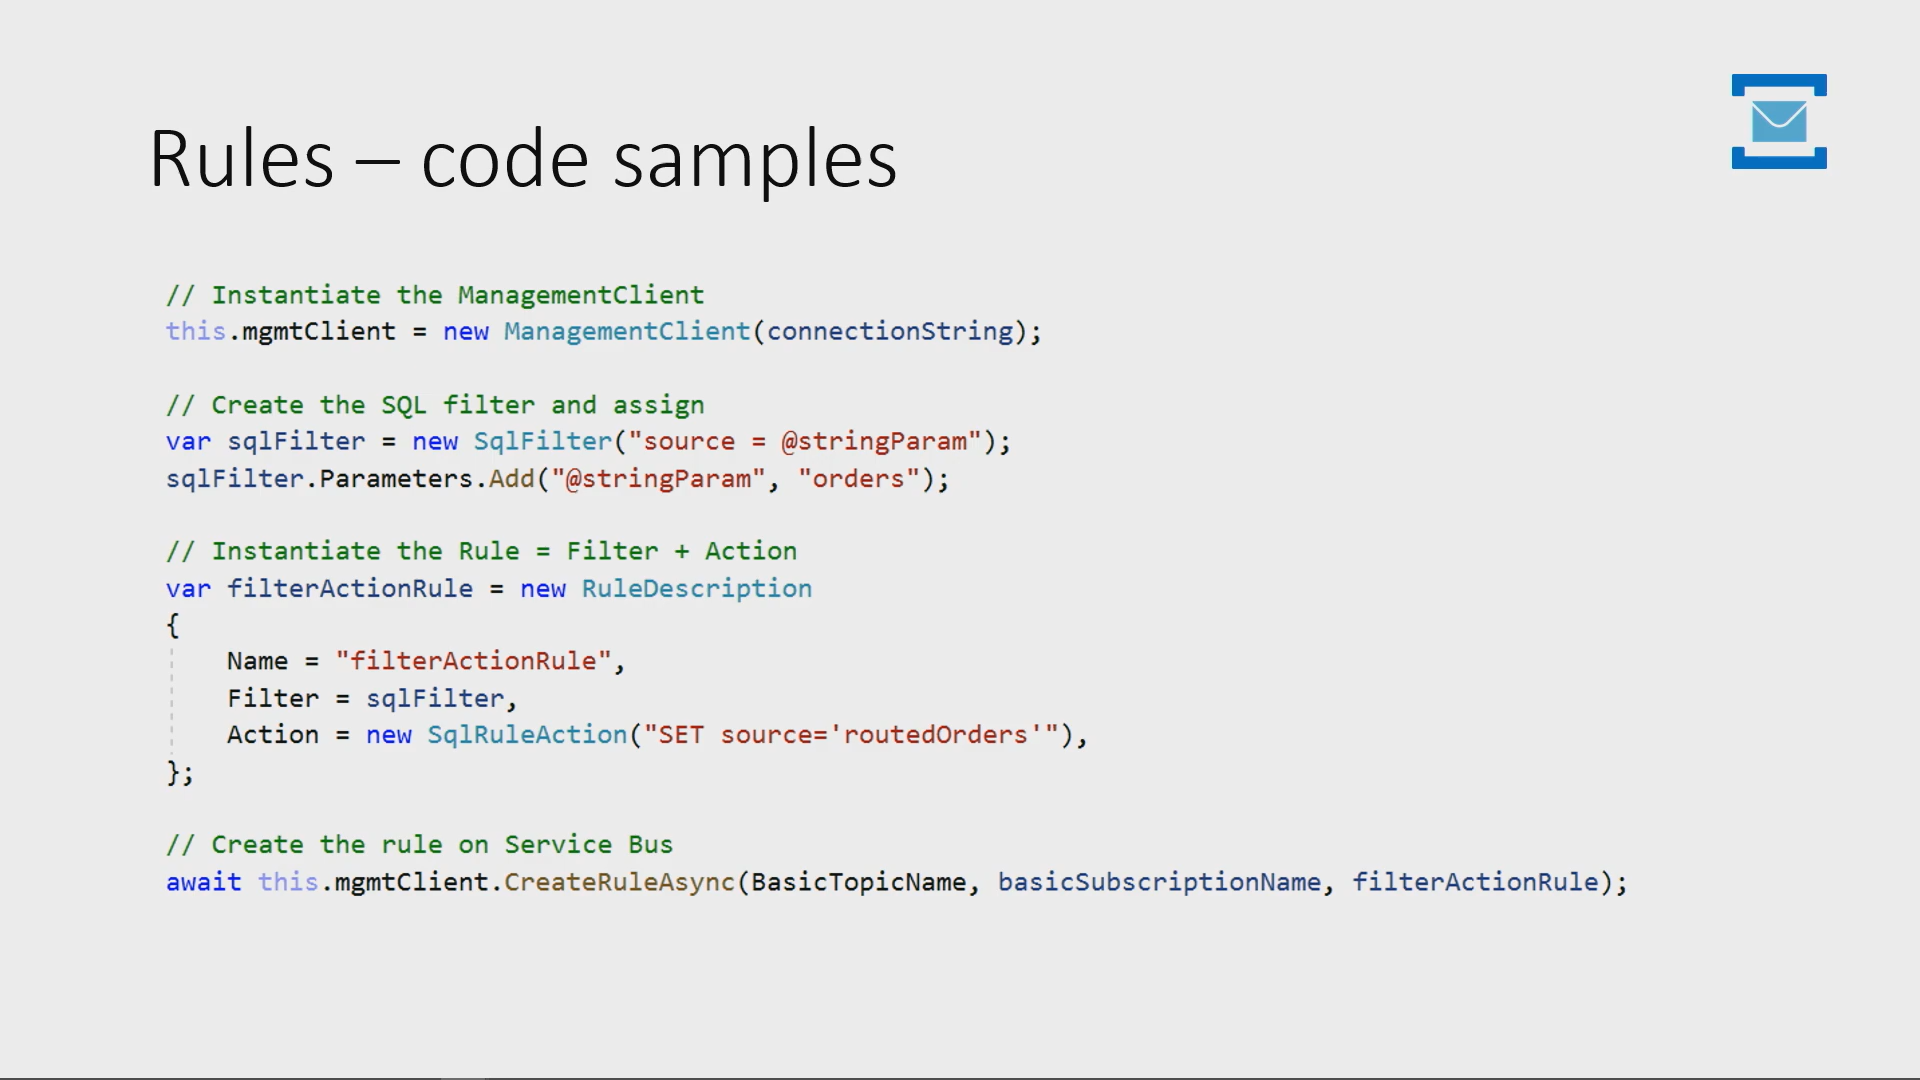 Rules – code samples
// Instantiate the ManagementClient
this.mgmtClient = new ManagementClient(connectionString);
// Create the SQL filter and assign
var sqlFilter = new SqlFilter("source = @stringParam");
sqlFilter.Parameters.Add("@stringParam", "orders");
// Instantiate the Rule = Filter + Action
var filterActionRule = new RuleDescription
{
Name = "filterActionRule",
Filter = sqlFilter,
Action = new SqlRuleAction("SET source='routedOrders'"),
};
// Create the rule on Service Bus
await this.mgmtClient.CreateRuleAsync(BasicTopicName, basicSubscriptionName, filterActionRule);